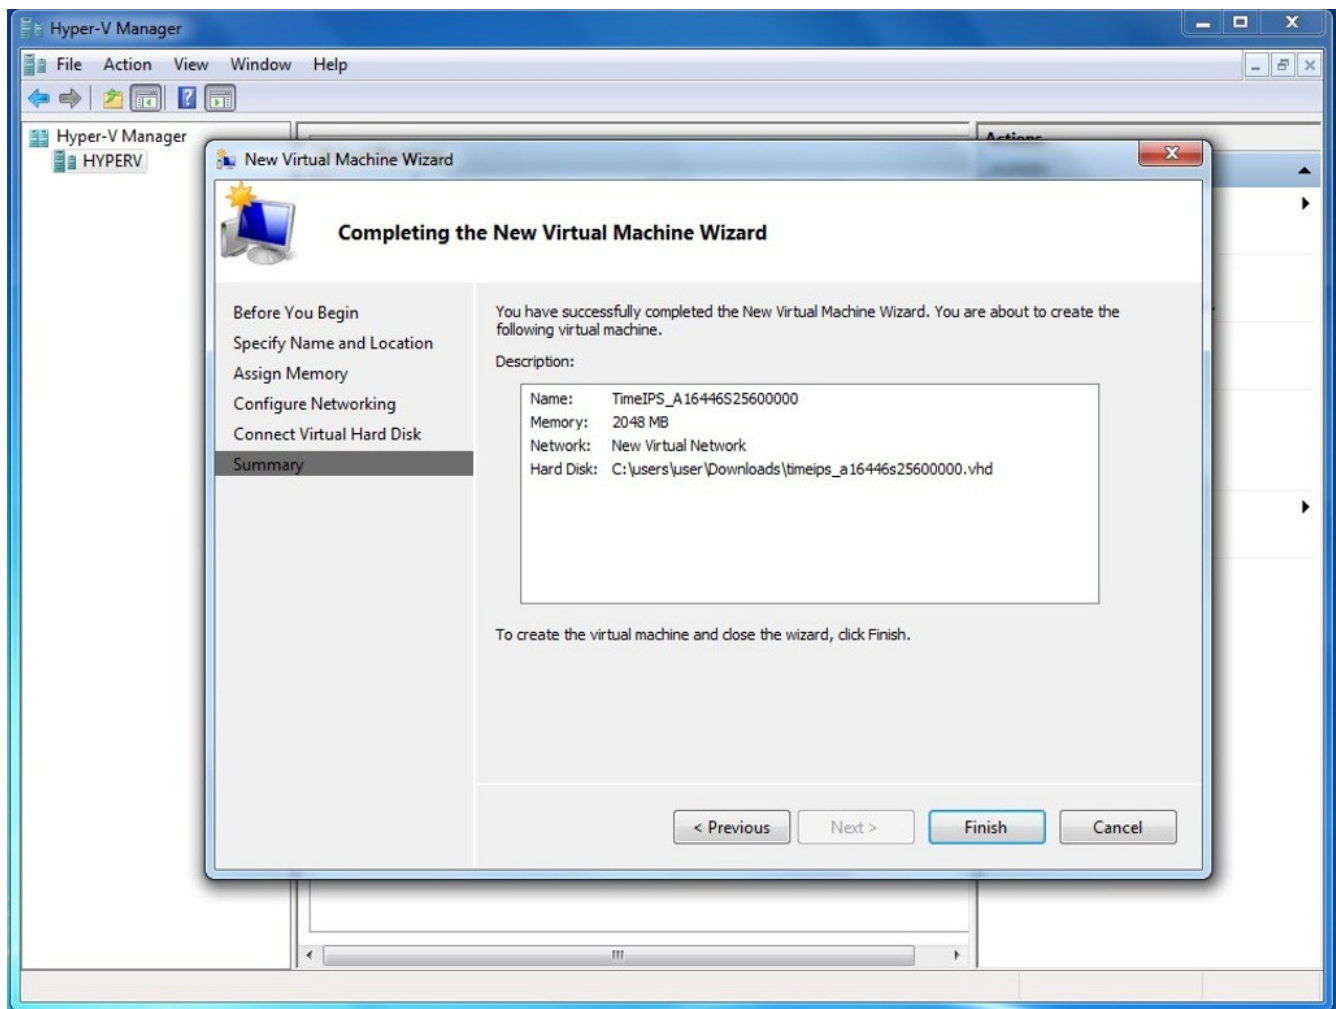 Hyper-V Manager
File Action View Window Help
Hyper-V Manager
HYPERV
Actions
New Virtual Machine Wizard
Completing the New Virtual Machine Wizard
Before You Begin
Specify Name and Location
Assign Memory
Configure Networking
Connect Virtual Hard Disk
Summary
You have successfully completed the New Virtual Machine Wizard. You are about to create the
following virtual machine.
Description:
Name: TimeIPS_A16446S25600000
Memory: 2048 MB
Network: New Virtual Network
Hard Disk: C:\users\user\Downloads\timeips_a16446s25600000.vhd
To create the virtual machine and close the wizard, click Finish.
< Previous Next > Finish Cancel